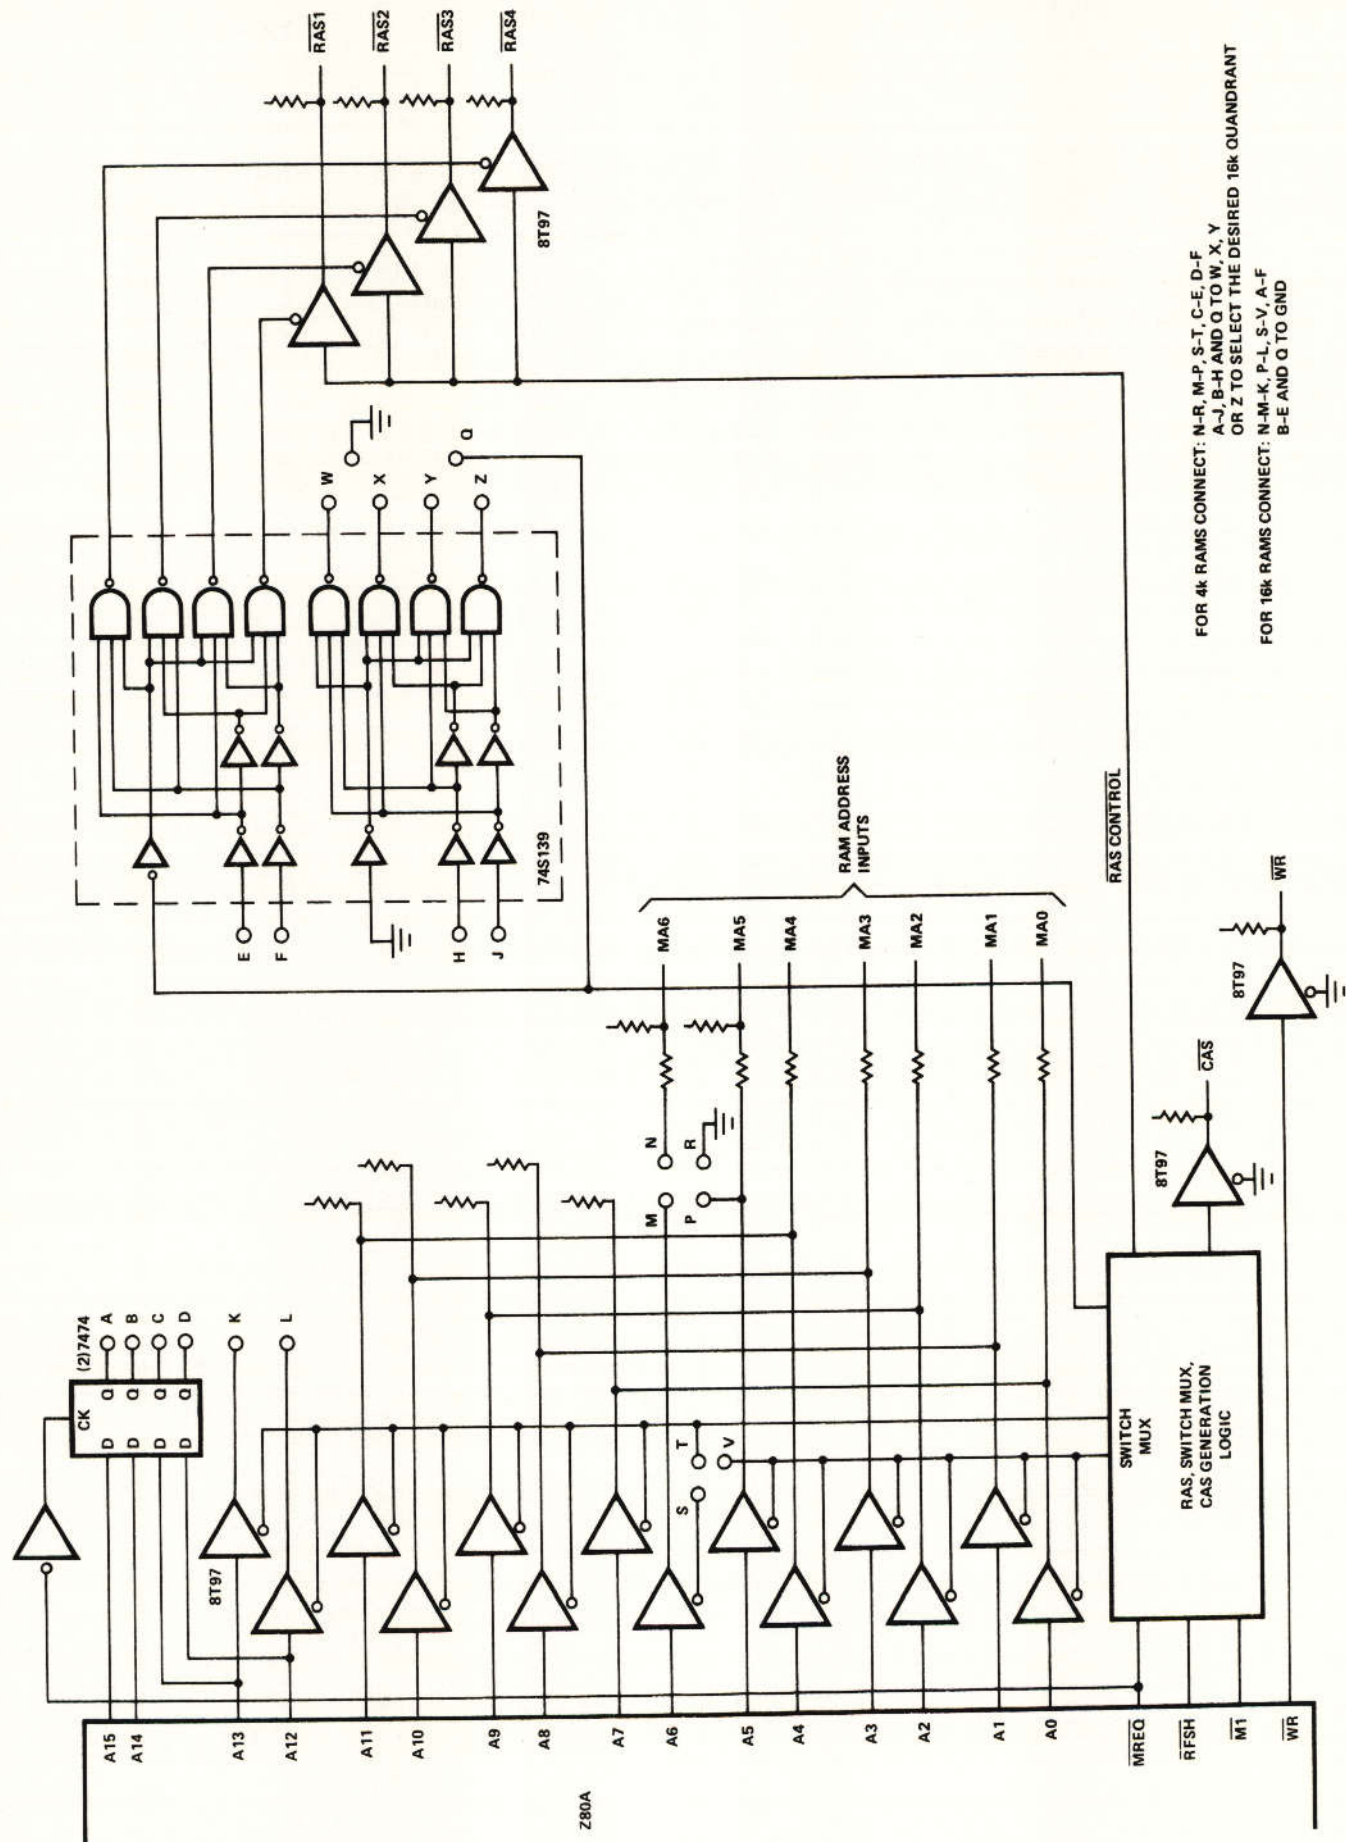 RAS1
RAS2
RAS3
RAS4
8T97
W
X
Y
Z
Q
74S139
E
F
H
J
FOR 4k RAMS CONNECT: N-R, M-P, S-T, C-E, D-F
A-J, B-H AND Q TO W, X, Y
OR Z TO SELECT THE DESIRED 16k QUANDRANT
FOR 16k RAMS CONNECT: N-M-K, P-L, S-V, A-F
B-E AND Q TO GND
RAM ADDRESS
INPUTS
MA6
MA5
MA4
MA3
MA2
MA1
MA0
RAS CONTROL
WR
8T97
CAS
8T97
N
R
M
P
(2)7474
A
B
C
D
CK
D Q
D Q
D Q
D Q
K
L
8T97
S
T
V
SWITCH
MUX
RAS, SWITCH MUX,
CAS GENERATION
LOGIC
A15
A14
A13
A12
A11
A10
A9
A8
A7
A6
A5
A4
A3
A2
A1
A0
MREQ
RFSH
M1
WR
Z80A